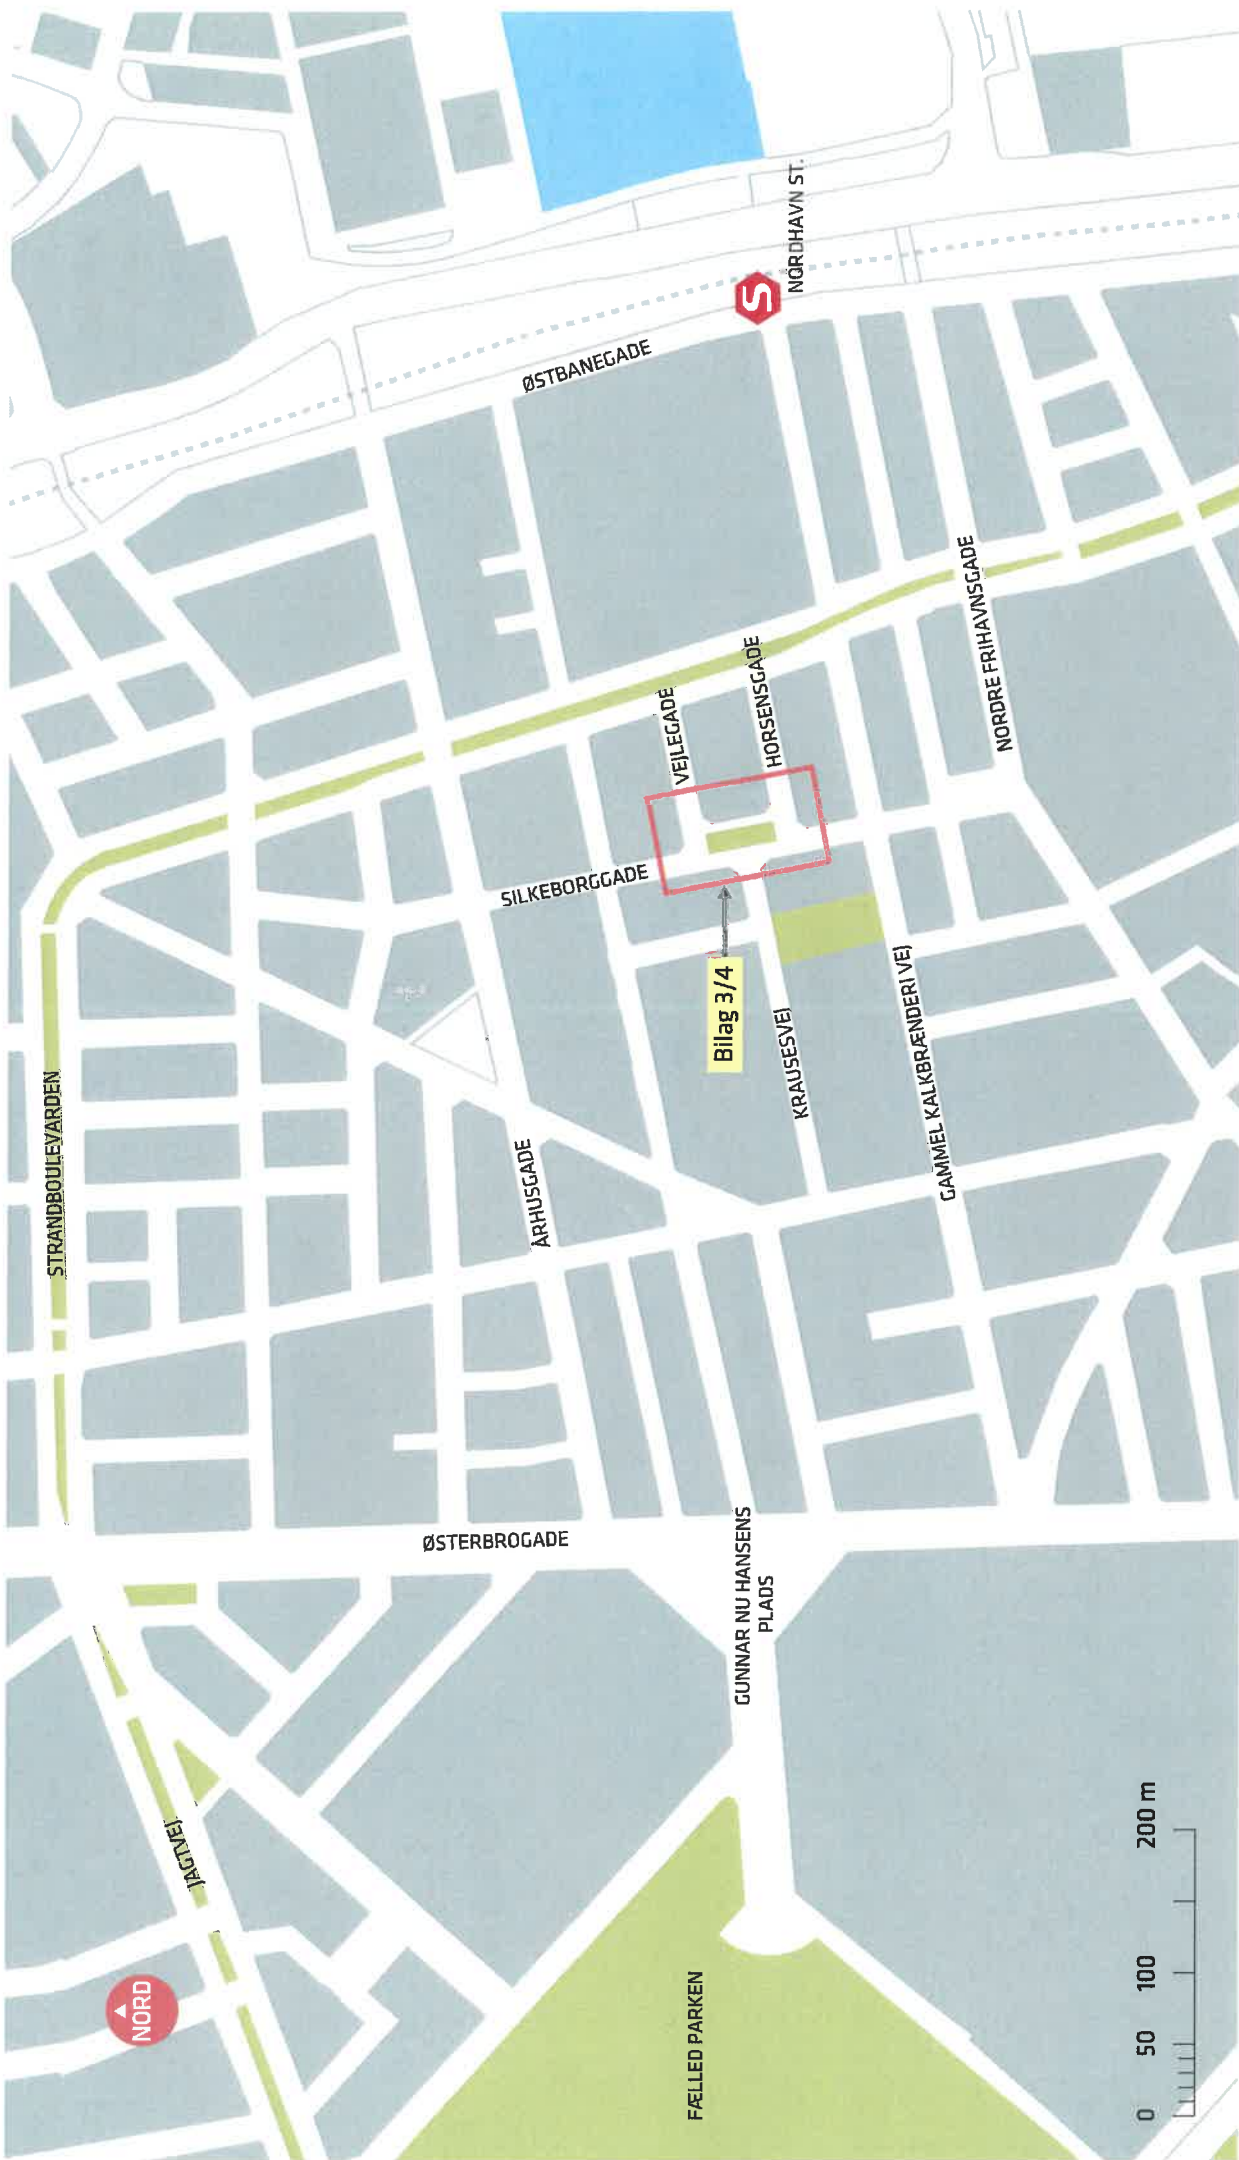 NORD
JAGTVEJ
STRANDBOULEVARDEN
ØSTERBROGADE
ÅRHUSGADE
SILKEBORGGADE
ØSTBANEGADE
VEJLEGADE
HORSENSGADE
S
NORDHAVN ST.
Bilag 3/4
KRAUSESVEJ
GAMMEL KALKBRÆNDERI VEJ
NORDRE FRIHAVNSGADE
GUNNAR NU HANSENS
PLADS
FÆLLED PARKEN
0 50 100 200 m